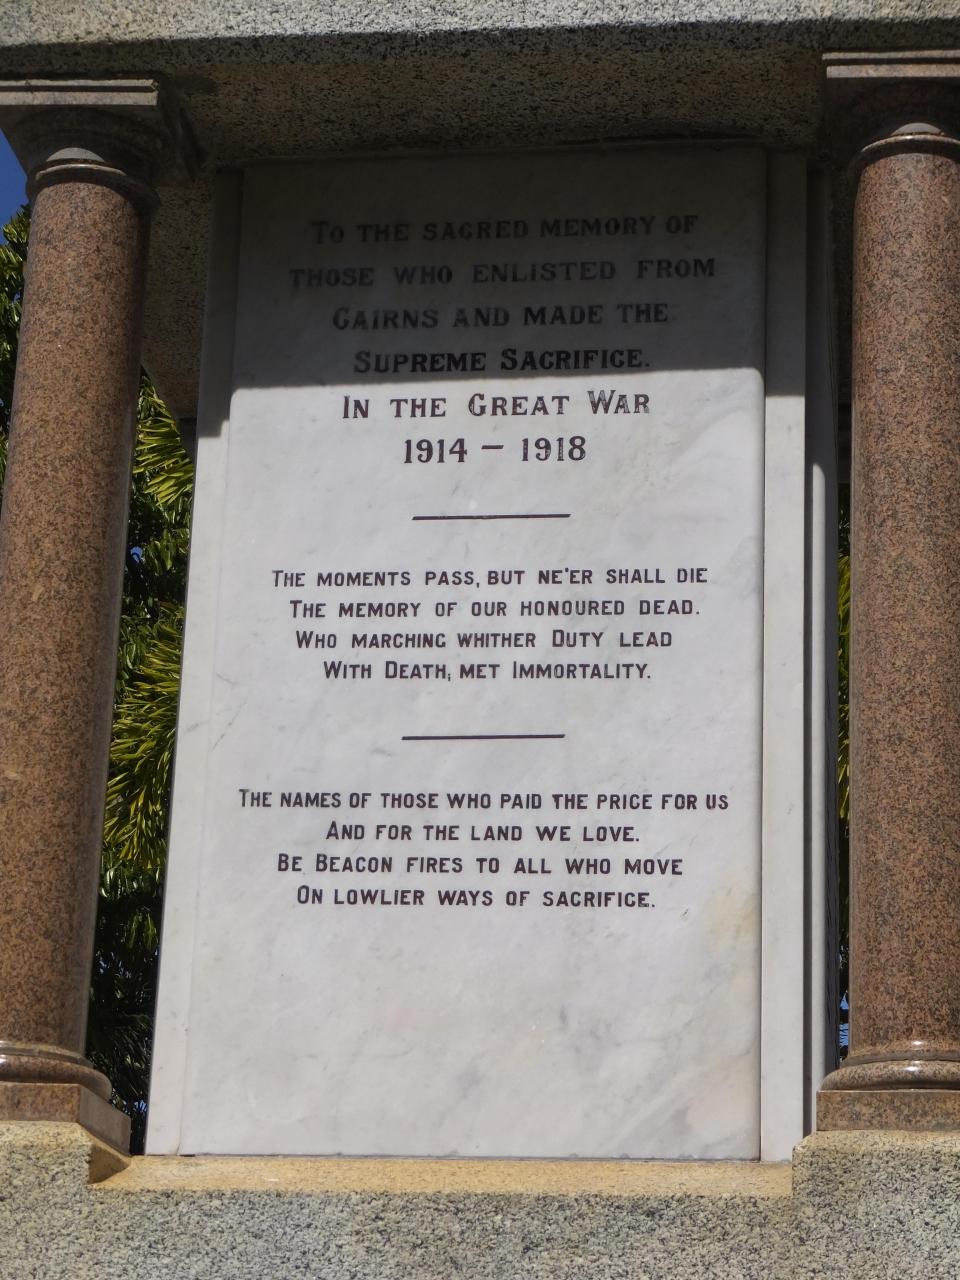 To the sacred memory of
those who enlisted from
Cairns and made the
Supreme Sacrifice.
In the Great War
1914 – 1918
The moments pass, but ne'er shall die
The memory of our honoured dead.
Who marching whither Duty lead
With Death, met Immortality.
The names of those who paid the price for us
And for the land we love.
Be Beacon fires to all who move
On lowlier ways of sacrifice.